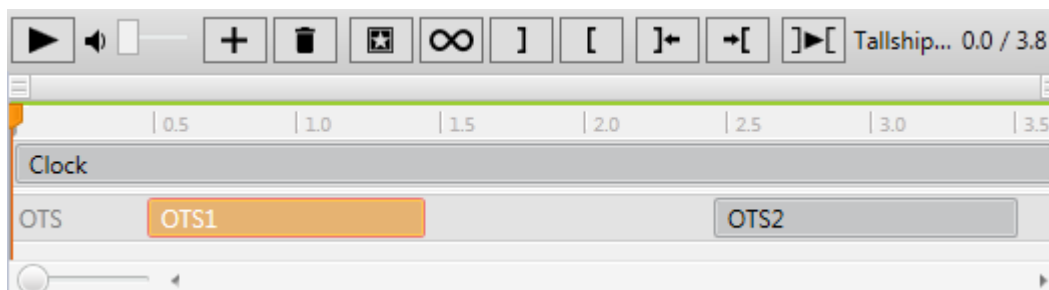 ] [ ]← →[ ]►[ Tallship... 0.0 / 3.8
0.5 1.0 1.5 2.0 2.5 3.0 3.5
Clock
OTS OTS1 OTS2